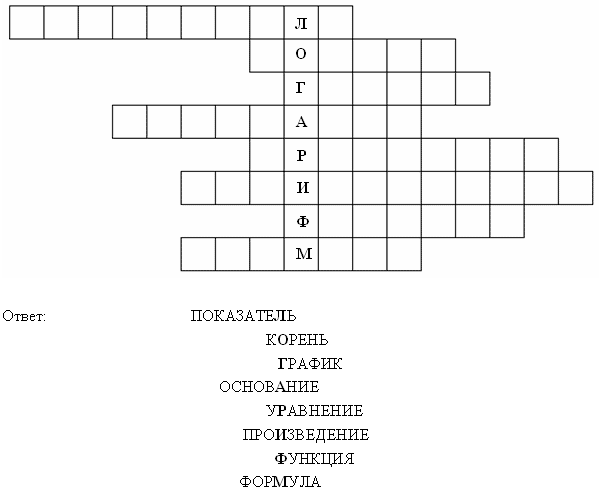 Л
О
Г
А
Р
И
Ф
М
Ответ: ПОКАЗАТЕЛЬ
КОРЕНЬ
ГРАФИК
ОСНОВАНИЕ
УРАВНЕНИЕ
ПРОИЗВЕДЕНИЕ
ФУНКЦИЯ
ФОРМУЛА